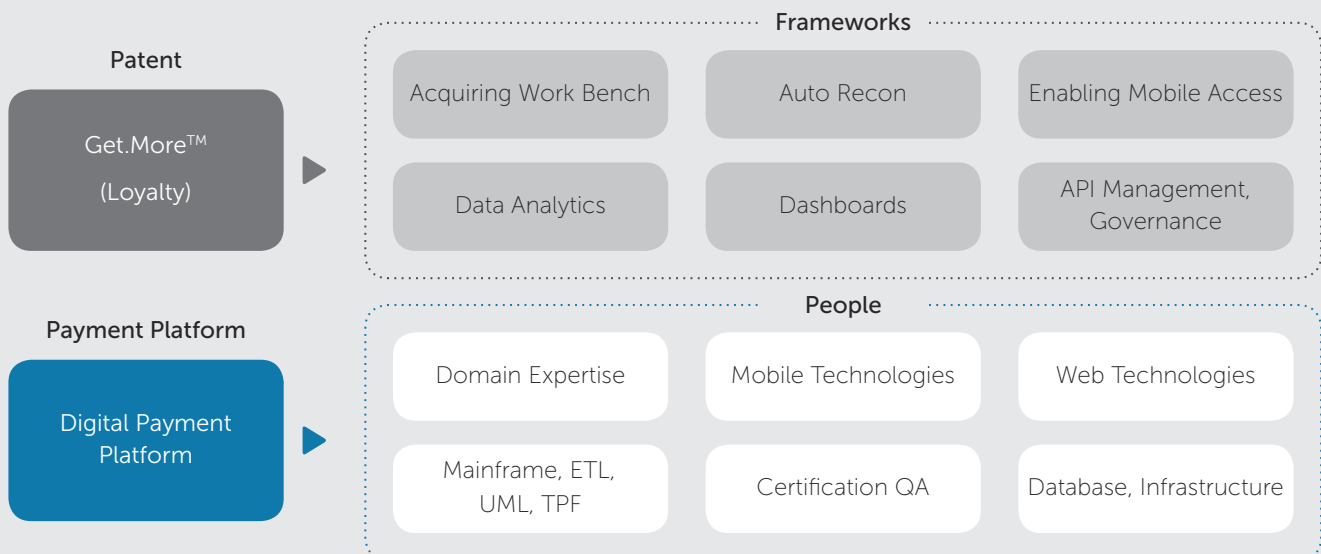 Frameworks
Patent
Get.More™
(Loyalty)
Acquiring Work Bench
Auto Recon
Enabling Mobile Access
Data Analytics
Dashboards
API Management,
Governance
People
Payment Platform
Digital Payment
Platform
Domain Expertise
Mobile Technologies
Web Technologies
Mainframe, ETL,
UML, TPF
Certification QA
Database, Infrastructure